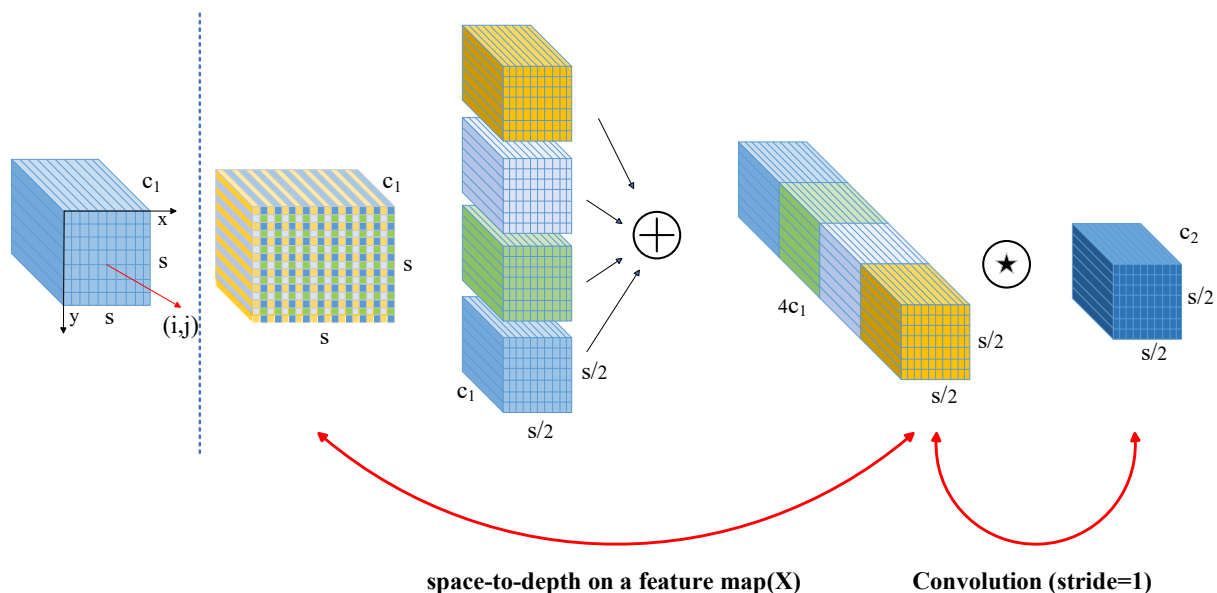 c₁
x
s
y
s
(i,j)
c₁
s
s
c₁
s/2
s/2
4c₁
s/2
s/2
c₂
s/2
s/2
space-to-depth on a feature map(X)
Convolution (stride=1)